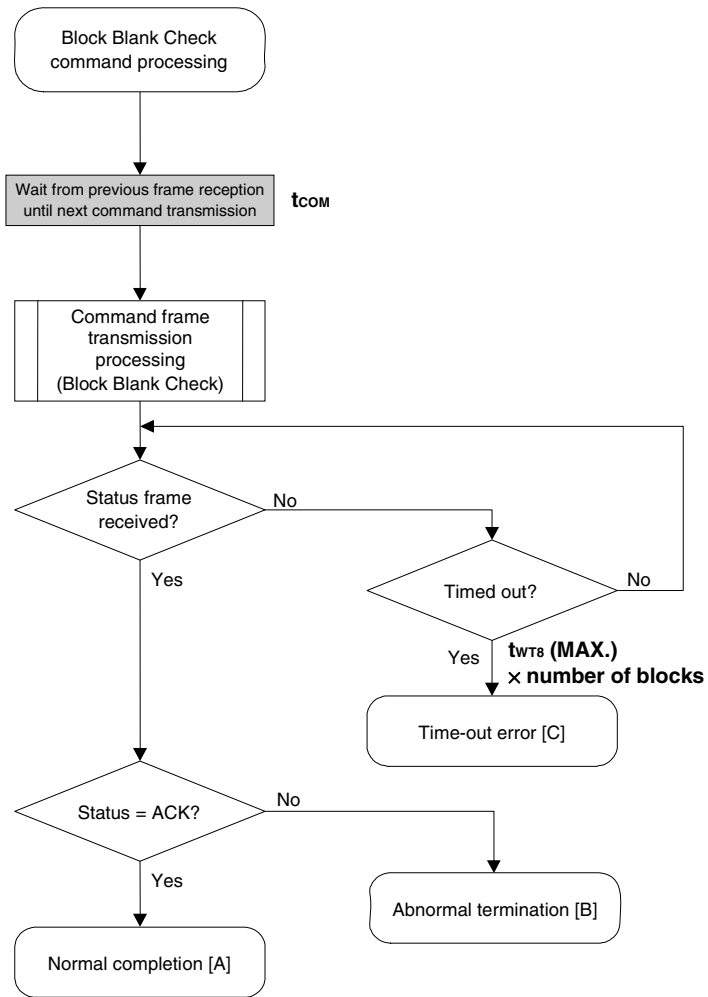 Block Blank Check
command processing
Wait from previous frame reception
until next command transmission
tCOM
Command frame
transmission
processing
(Block Blank Check)
Status frame
received?
No
Yes
Timed out?
No
Yes
tWT8 (MAX.)
× number of blocks
Time-out error [C]
Status = ACK?
No
Yes
Abnormal termination [B]
Normal completion [A]